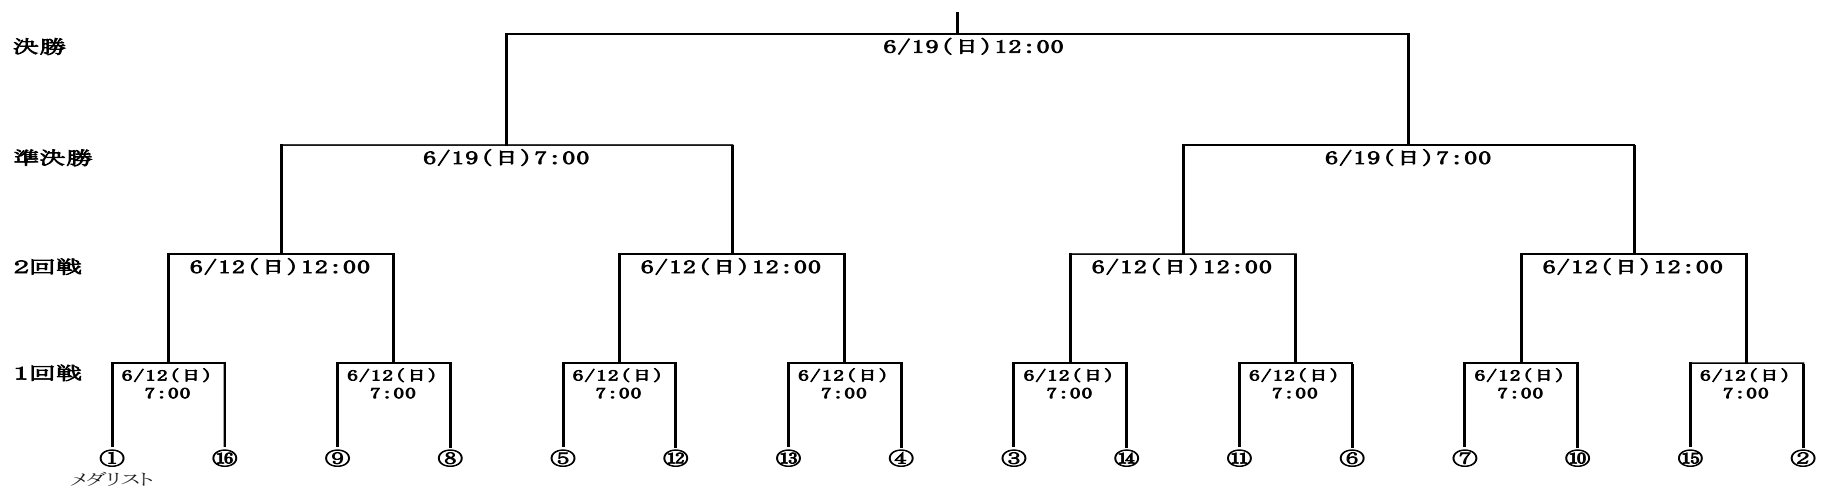 決勝
6/19(日)12:00
準決勝
6/19(日)7:00
6/19(日)7:00
2回戦
6/12(日)12:00
6/12(日)12:00
6/12(日)12:00
6/12(日)12:00
1回戦
6/12(日)
7:00
6/12(日)
7:00
6/12(日)
7:00
6/12(日)
7:00
6/12(日)
7:00
6/12(日)
7:00
6/12(日)
7:00
6/12(日)
7:00
① ⑯ ⑨ ⑧ ⑤ ⑫ ⑬ ④ ③ ⑭ ⑪ ⑥ ⑦ ⑩ ⑮ ②
メダリスト